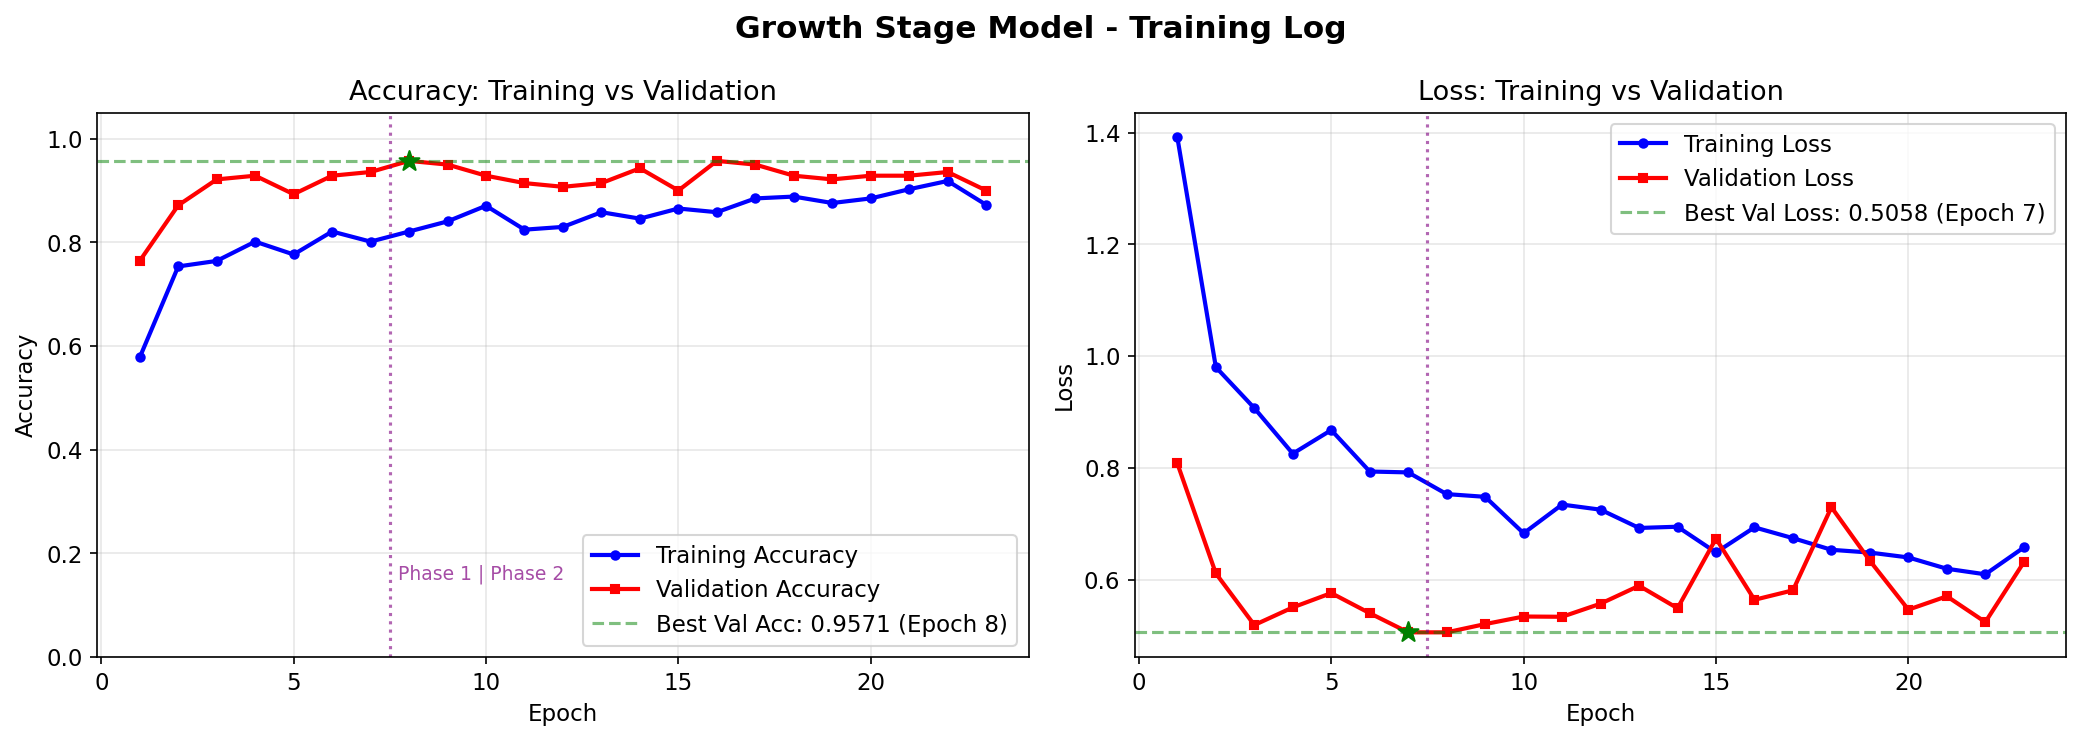 Growth Stage Model - Training Log
Accuracy: Training vs Validation
Accuracy
1.0
0.8
0.6
0.4
0.2
0.0
Phase 1 | Phase 2
Training Accuracy
Validation Accuracy
Best Val Acc: 0.9571 (Epoch 8)
0 5 10 15 20
Epoch
Loss: Training vs Validation
Loss
1.4
1.2
1.0
0.8
0.6
Training Loss
Validation Loss
Best Val Loss: 0.5058 (Epoch 7)
0 5 10 15 20
Epoch